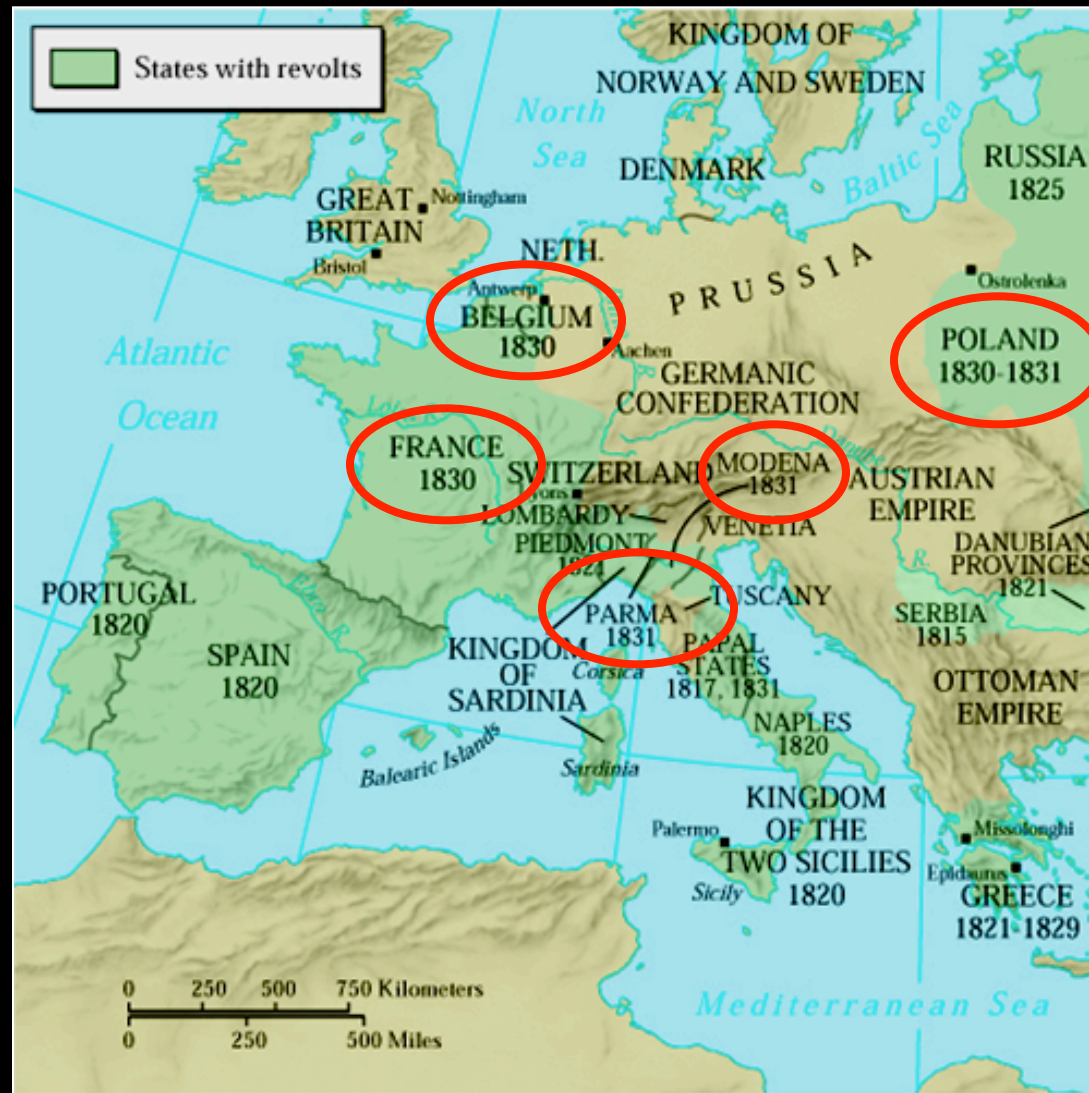 States with revolts
KINGDOM OF
NORWAY AND SWEDEN
North
Sea
Baltic Sea
DENMARK
RUSSIA
1825
GREAT
BRITAIN
Nottingham
Bristol
NETH.
PRUSSIA
Ostrolenka
Antwerp
BELGIUM
1830
Aachen
POLAND
1830-1831
Atlantic
Ocean
GERMANIC
CONFEDERATION
R.
Danube
FRANCE
1830
SWITZERLAND
MODENA
1831
AUSTRIAN
EMPIRE
LOMBARDY
VENETIA
PIEDMONT
DANUBIAN
PROVINCES
1821
R.
SERBIA
1815
PORTUGAL
1820
Ebro
R.
SPAIN
1820
PARMA
1831
TUSCANY
KINGDOM
OF
SARDINIA
Corsica
PAPAL
STATES
1817, 1831
OTTOMAN
EMPIRE
NAPLES
1820
Balearic Islands
Sardinia
KINGDOM
OF THE
TWO SICILIES
1820
Palermo
Sicily
Missolonghi
Epidaurus
GREECE
1821-1829
0 250 500 750 Kilometers
0 250 500 Miles
Mediterranean Sea